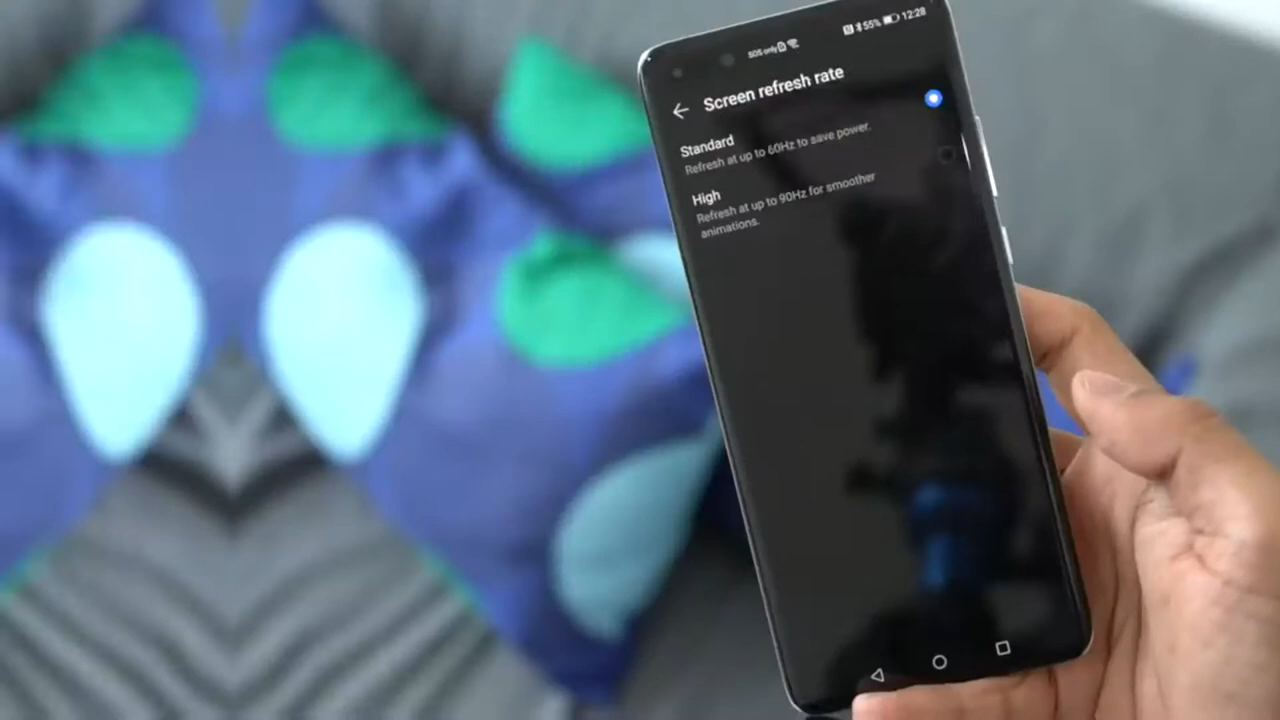 SOS only
55% 12:28
Screen refresh rate
Standard
Refresh at up to 60Hz to save power.
High
Refresh at up to 90Hz for smoother
animations.